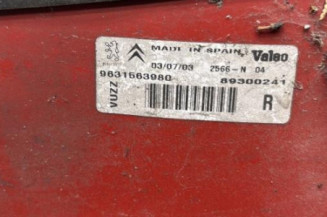 MADE IN SPAIN Valeo
03/07/03 2566-N 04
9631563980 89300241
VUZZ
R